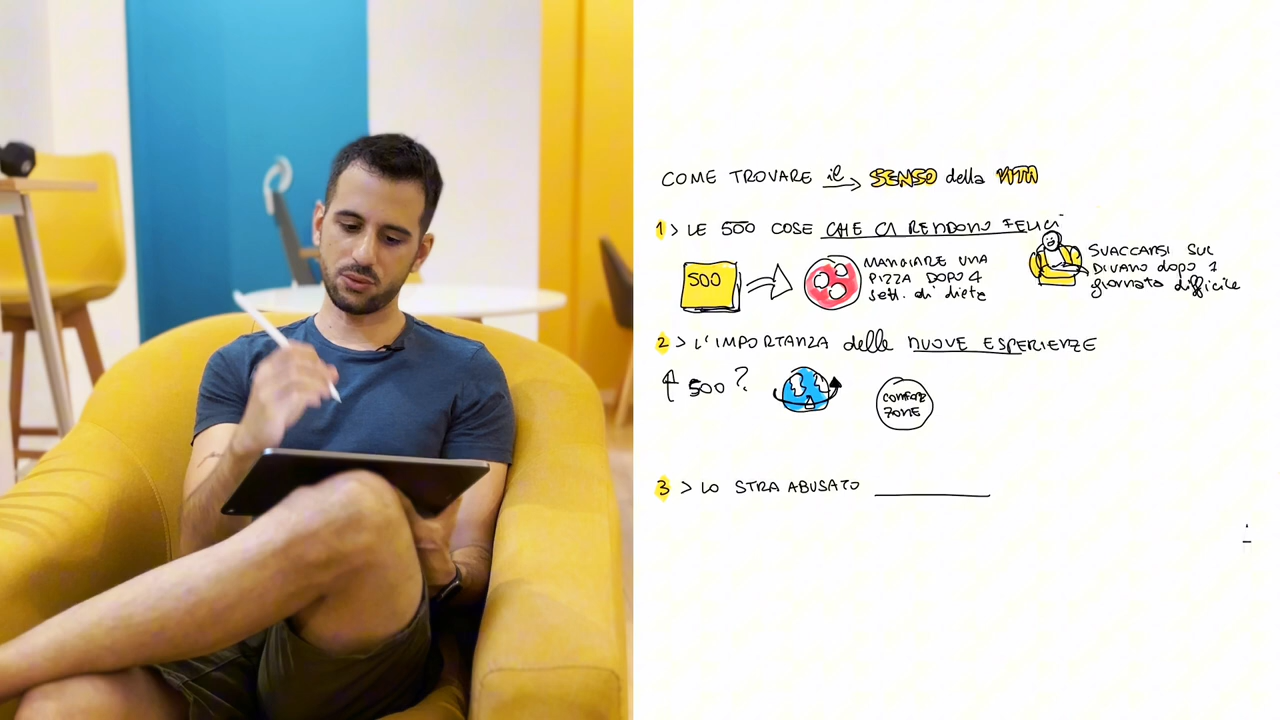 COME TROVARE il SENSO della VITA
1> LE 500 COSE CHE CI RENDONO FELICI
500
MANGIARE UNA
PIZZA DOPO 4
sett. di dieta
SVACCARSI SUL
DIVANO dopo 1
giornata difficile
2> L'IMPORTANZA delle NUOVE ESPERIENZE
500?
COMFORT
ZONE
3> LO STRA ABUSATO